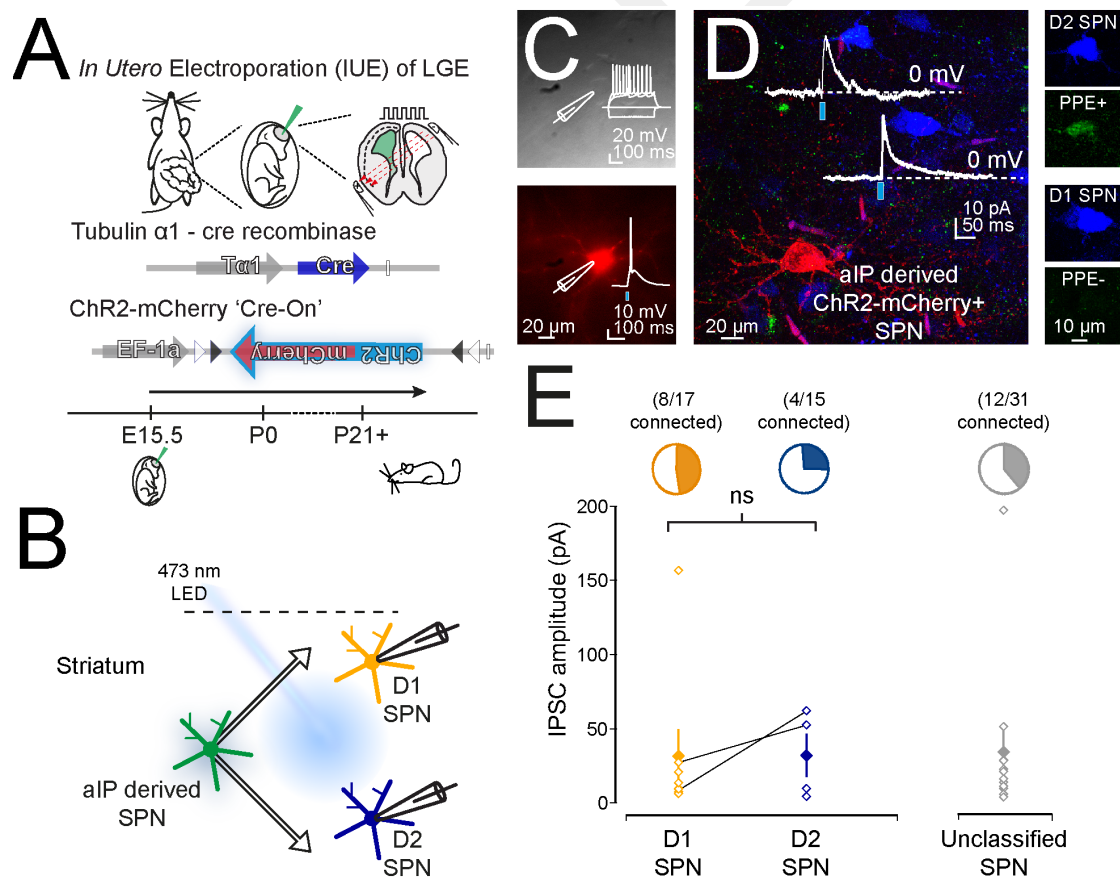 A
In Utero Electroporation (IUE) of LGE
Tubulin α1 - cre recombinase
Tα1
Cre
ChR2-mCherry ‘Cre-On’
EF-1a
mCherry
ChR2
E15.5
P0
P21+
B
473 nm
LED
Striatum
D1
SPN
aIP derived
SPN
D2
SPN
C
20 mV
100 ms
10 mV
100 ms
20 µm
D
0 mV
0 mV
10 pA
50 ms
aIP derived
ChR2-mCherry+
SPN
20 µm
D2 SPN
PPE+
D1 SPN
PPE-
10 µm
E
(8/17
connected)
(4/15
connected)
(12/31
connected)
ns
IPSC amplitude (pA)
200
150
100
50
0
D1
SPN
D2
SPN
Unclassified
SPN